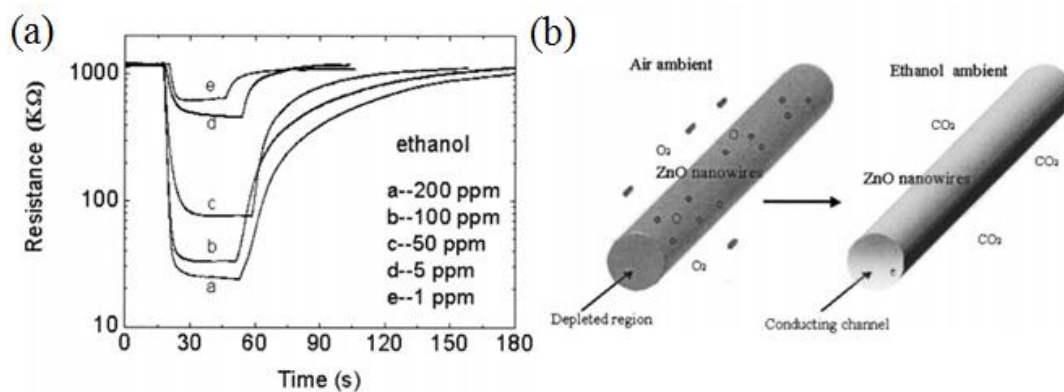 (a)
Resistance (KΩ)
1000
100
10
e
d
c
b
a
ethanol
a--200 ppm
b--100 ppm
c--50 ppm
d--5 ppm
e--1 ppm
0 30 60 90 120 150 180
Time (s)
(b)
Air ambient
O₂
ZnO nanowires
O₂
Depleted region
Ethanol ambient
CO₂
CO₂
ZnO nanowires
CO₂
e
Conducting channel